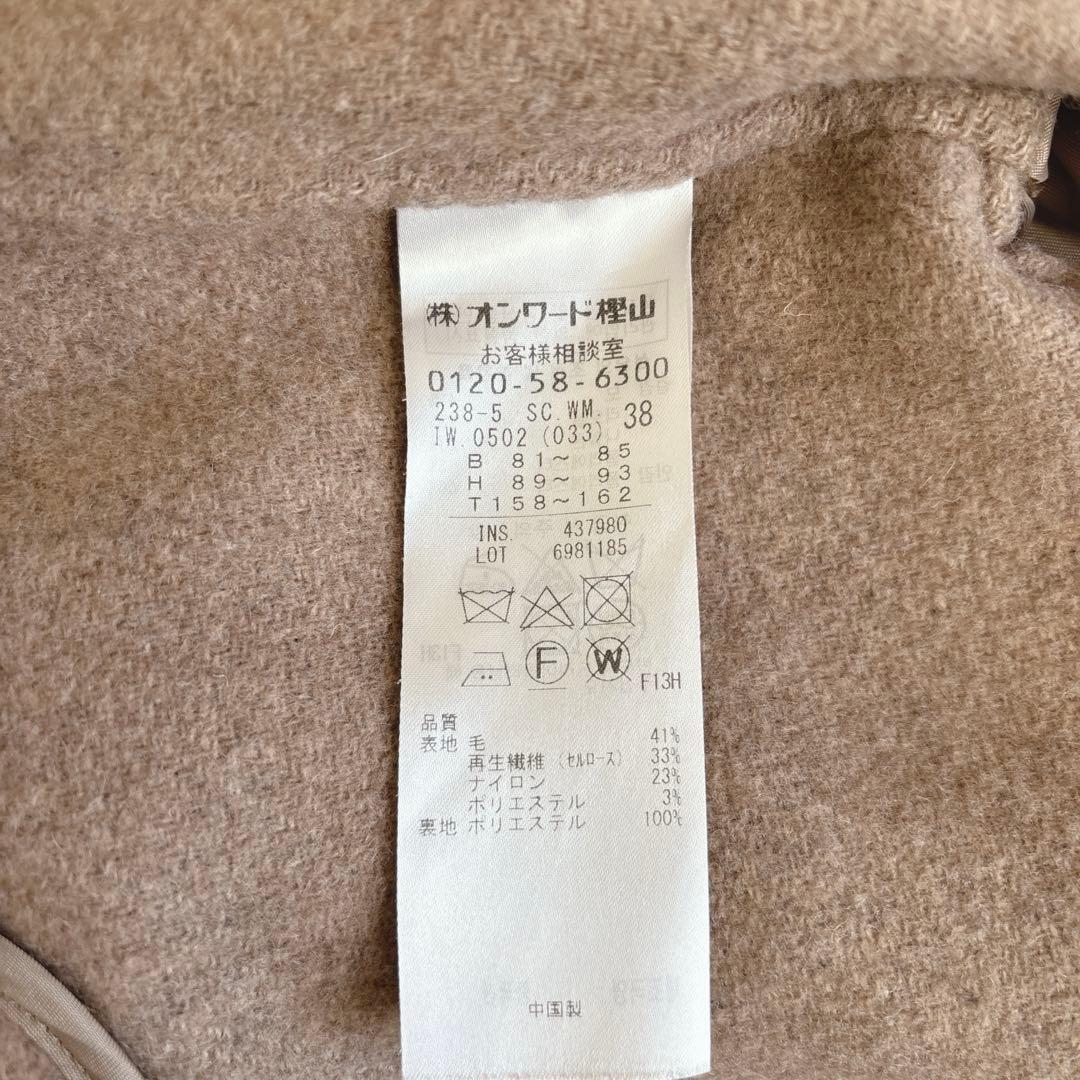 ㈱オンワード樫山
お客様相談室
0120-58-6300
238-5 SC.WM. 38
IW.0502 (033)
B 81～ 85
H 89～ 93
T158～162
INS. 437980
LOT 6981185
F W F13H
品質
表地 毛 41%
再生繊維 (セルロース) 33%
ナイロン 23%
ポリエステル 3%
裏地 ポリエステル 100%
中国製